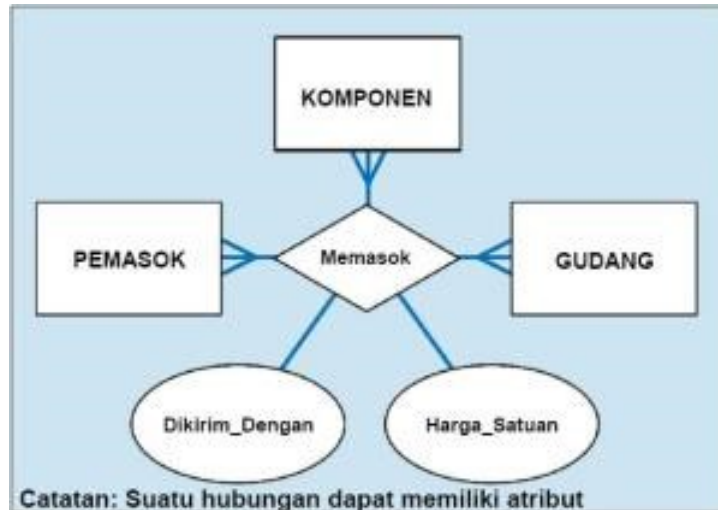 KOMPONEN
PEMASOK
Memasok
GUDANG
Dikirim_Dengan
Harga_Satuan
Catatan: Suatu hubungan dapat memiliki atribut